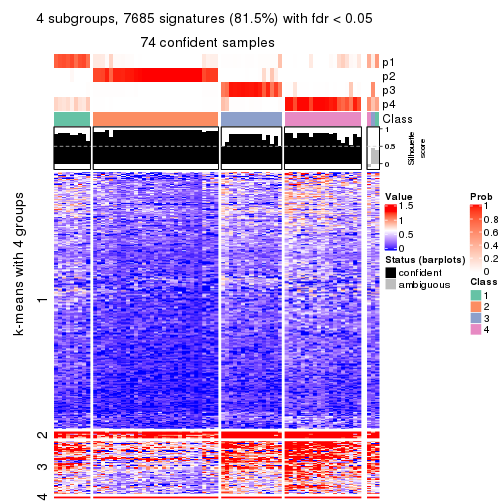 4 subgroups, 7685 signatures (81.5%) with fdr < 0.05
74 confident samples
p1
p2
p3
p4
Class
1
0.5
0
Silhouette
score
k-means with 4 groups
1
2
3
4
Value
1.5
1
0.5
0
Status (barplots)
confident
ambiguous
Prob
1
0.8
0.6
0.4
0.2
0
Class
1
2
3
4